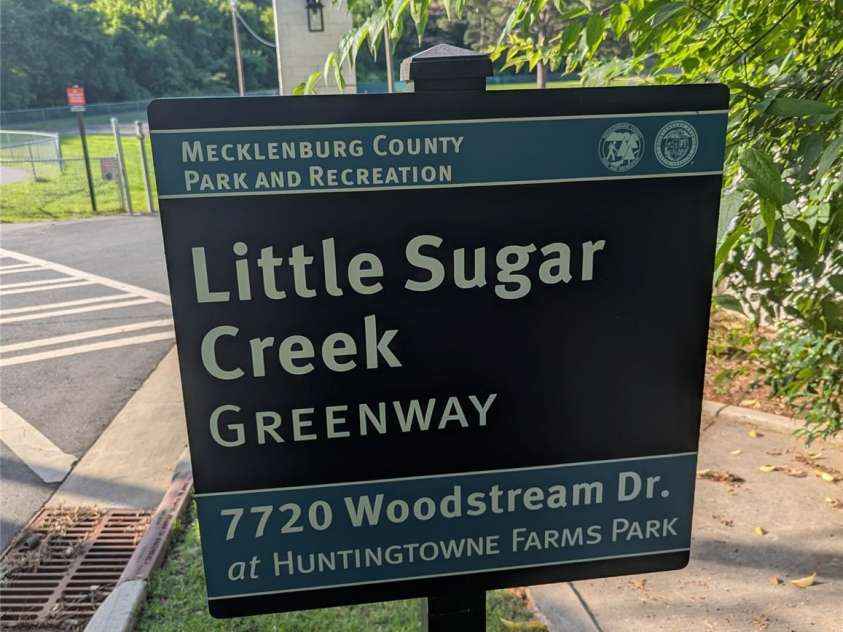 Mecklenburg County
Park and Recreation
Little Sugar
Creek
Greenway
7720 Woodstream Dr.
at Huntingtowne Farms Park